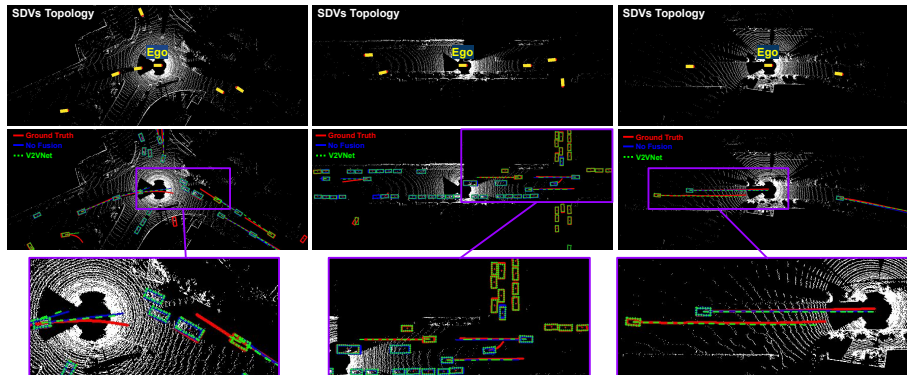 SDVs Topology
Ego
SDVs Topology
Ego
SDVs Topology
Ego
Ground Truth
No Fusion
V2VNet
Ground Truth
No Fusion
V2VNet
Ground Truth
No Fusion
V2VNet